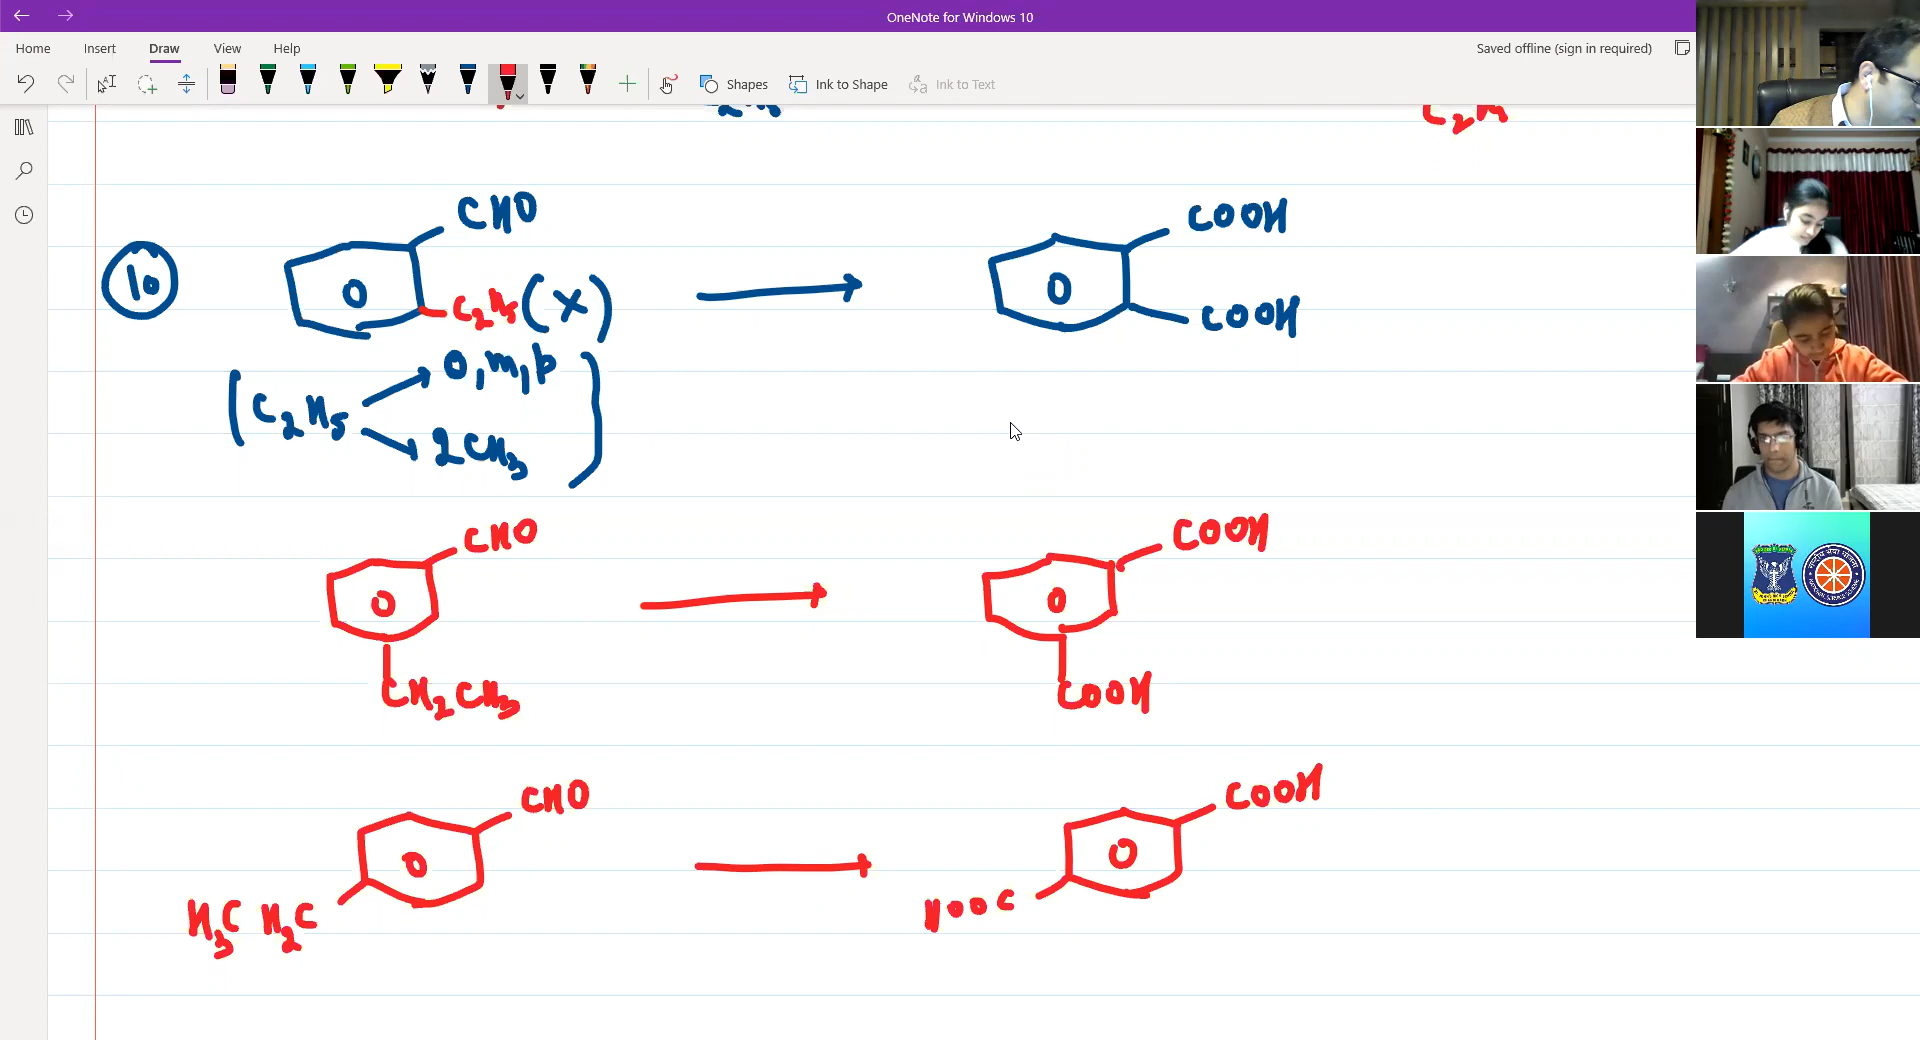 OneNote for Windows 10
Home Insert Draw View Help
Saved offline (sign in required)
Shapes Ink to Shape Ink to Text
C2H5
10
CHO
C2H5 (X)
COOH
COOH
C2H5
O, m, p
2CH3
CHO
CH2CH3
COOH
COOH
CHO
H3C H2C
COOH
HOOC